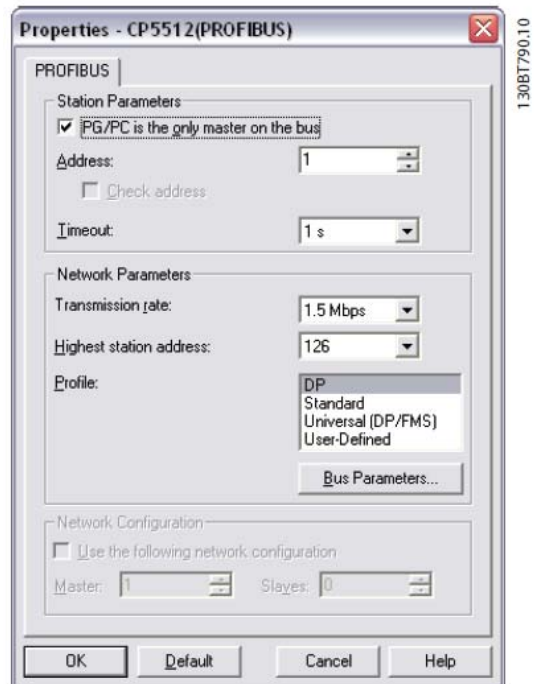 Properties - CP5512(PROFIBUS)
PROFIBUS
Station Parameters
PG/PC is the only master on the bus
Address: 1
Check address
Timeout: 1 s
Network Parameters
Transmission rate: 1.5 Mbps
Highest station address: 126
Profile: DP
Standard
Universal (DP/FMS)
User-Defined
Bus Parameters...
Network Configuration
Use the following network configuration
Master: 1 Slaves: 0
OK Default Cancel Help
130BT790.10